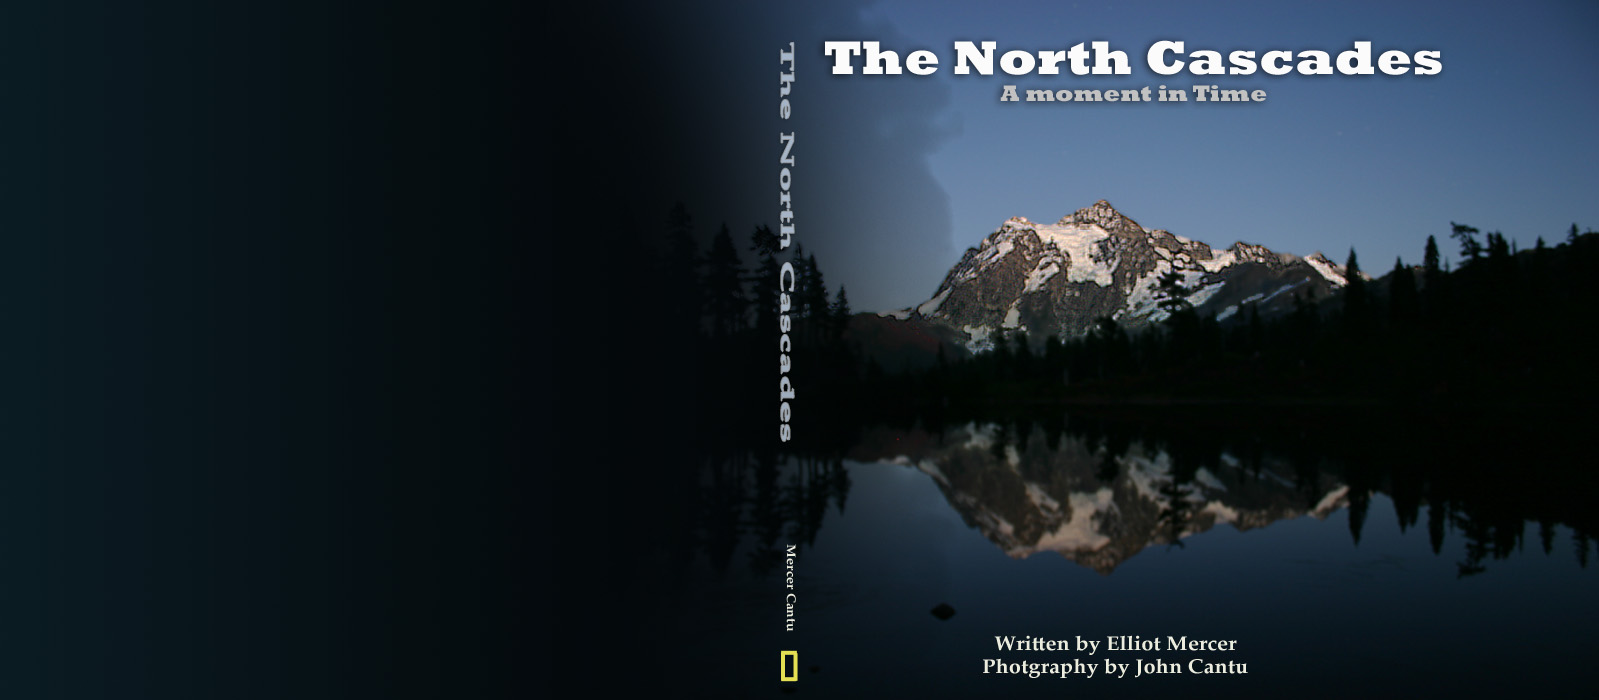 The North Cascades
Mercer Cantu
The North Cascades
A moment in Time
Written by Elliot Mercer
Photgraphy by John Cantu